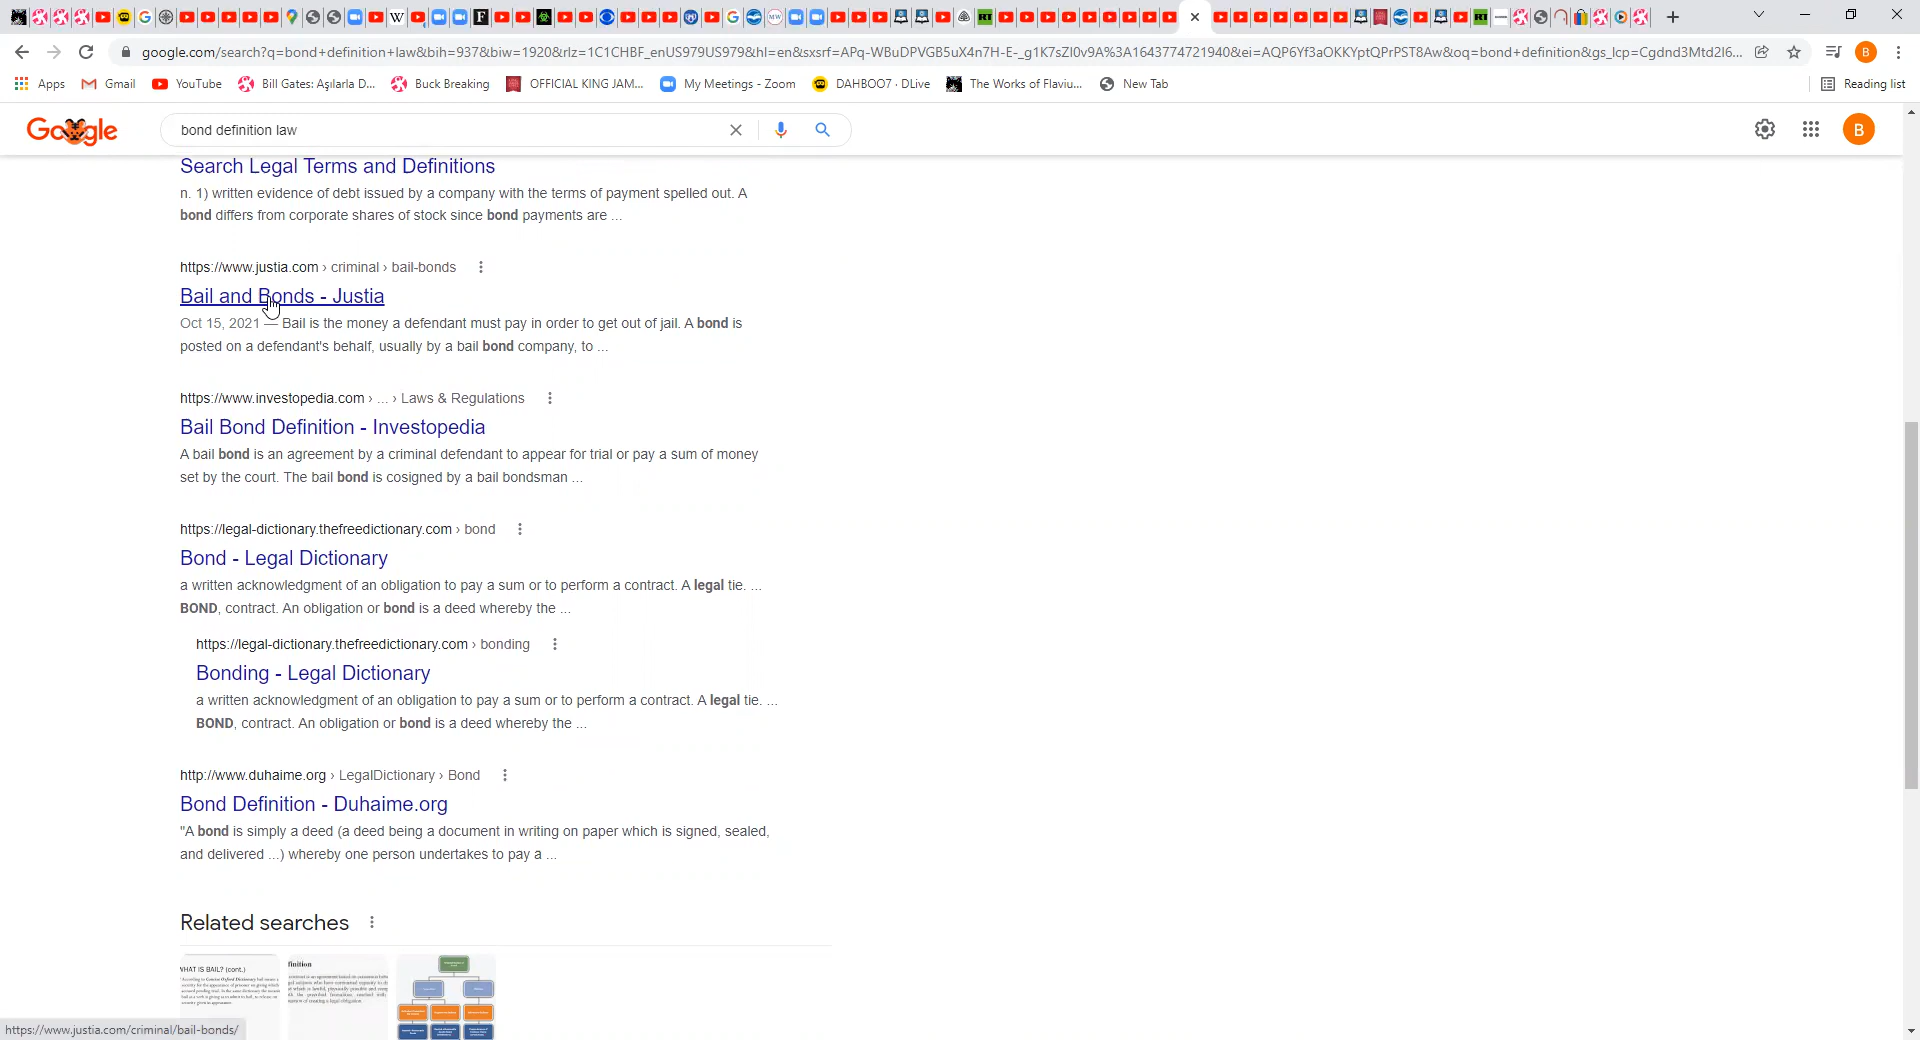 google.com/search?q=bond+definition+law&bih=937&biw=1920&rlz=1C1CHBF_enUS979US979&hl=en&sxsrf=APq-WBuDPVGB5uX4n7H-E-_g1K7sZI0v9A%3A1643774721940&ei=AQP6Yf3aOKKYptQPrPST8Aw&oq=bond+definition&gs_lcp=Cgdnd3Mtd2l6...
B
Apps
Gmail
YouTube
Bill Gates: Aşılarla D...
Buck Breaking
OFFICIAL KING JAM...
My Meetings - Zoom
DAHBOO7 · DLive
The Works of Flaviu...
New Tab
Reading list
Google
bond definition law
B
Search Legal Terms and Definitions
n. 1) written evidence of debt issued by a company with the terms of payment spelled out. A
bond differs from corporate shares of stock since bond payments are ...
https://www.justia.com › criminal › bail-bonds
Bail and Bonds - Justia
Oct 15, 2021 — Bail is the money a defendant must pay in order to get out of jail. A bond is
posted on a defendant's behalf, usually by a bail bond company, to ...
https://www.investopedia.com › ... › Laws & Regulations
Bail Bond Definition - Investopedia
A bail bond is an agreement by a criminal defendant to appear for trial or pay a sum of money
set by the court. The bail bond is cosigned by a bail bondsman ...
https://legal-dictionary.thefreedictionary.com › bond
Bond - Legal Dictionary
a written acknowledgment of an obligation to pay a sum or to perform a contract. A legal tie. ...
BOND, contract. An obligation or bond is a deed whereby the ...
https://legal-dictionary.thefreedictionary.com › bonding
Bonding - Legal Dictionary
a written acknowledgment of an obligation to pay a sum or to perform a contract. A legal tie. ...
BOND, contract. An obligation or bond is a deed whereby the ...
http://www.duhaime.org › LegalDictionary › Bond
Bond Definition - Duhaime.org
"A bond is simply a deed (a deed being a document in writing on paper which is signed, sealed,
and delivered ...) whereby one person undertakes to pay a ...
Related searches
WHAT IS BAIL? (cont.)
finition
https://www.justia.com/criminal/bail-bonds/